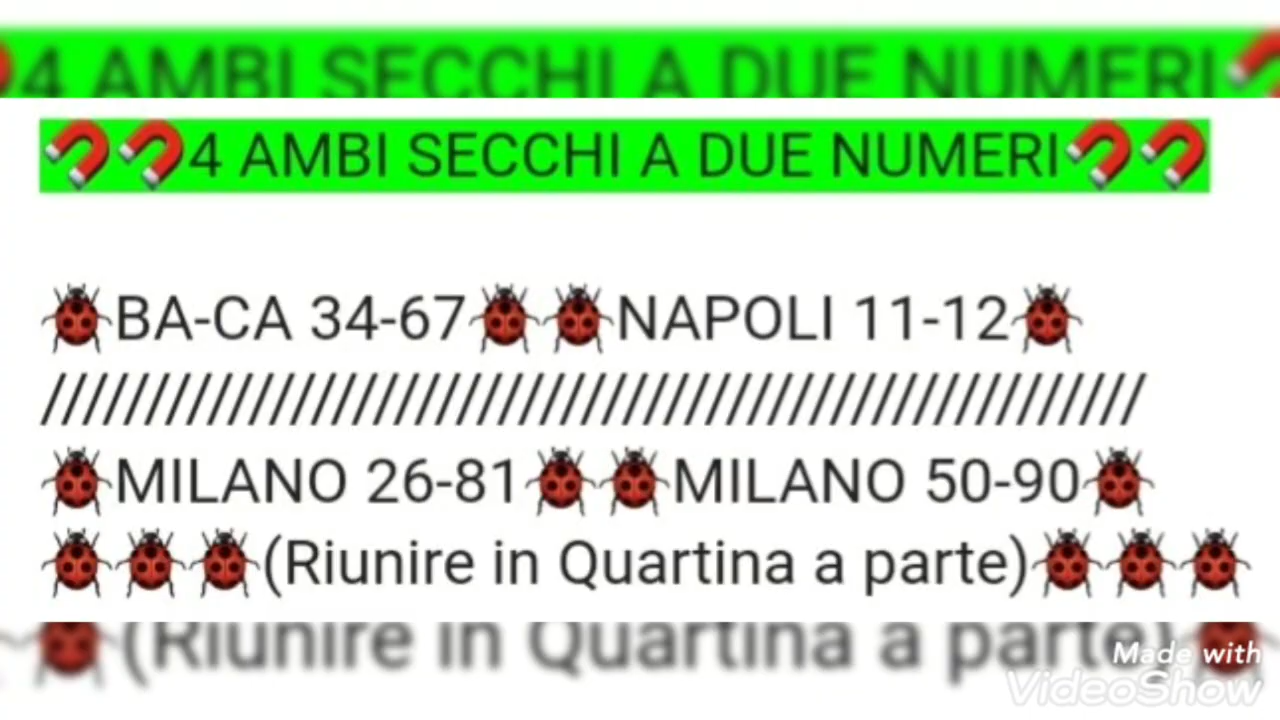 4 AMBI SECCHI A DUE NUMERI
🧲🧲4 AMBI SECCHI A DUE NUMERI🧲🧲
🐞BA-CA 34-67🐞🐞NAPOLI 11-12🐞
//////////////////////////////////////////////////////
🐞MILANO 26-81🐞🐞MILANO 50-90🐞
🐞🐞🐞(Riunire in Quartina a parte)🐞🐞🐞
(Riunire in Quartina a parte)
Made with
VideoShow